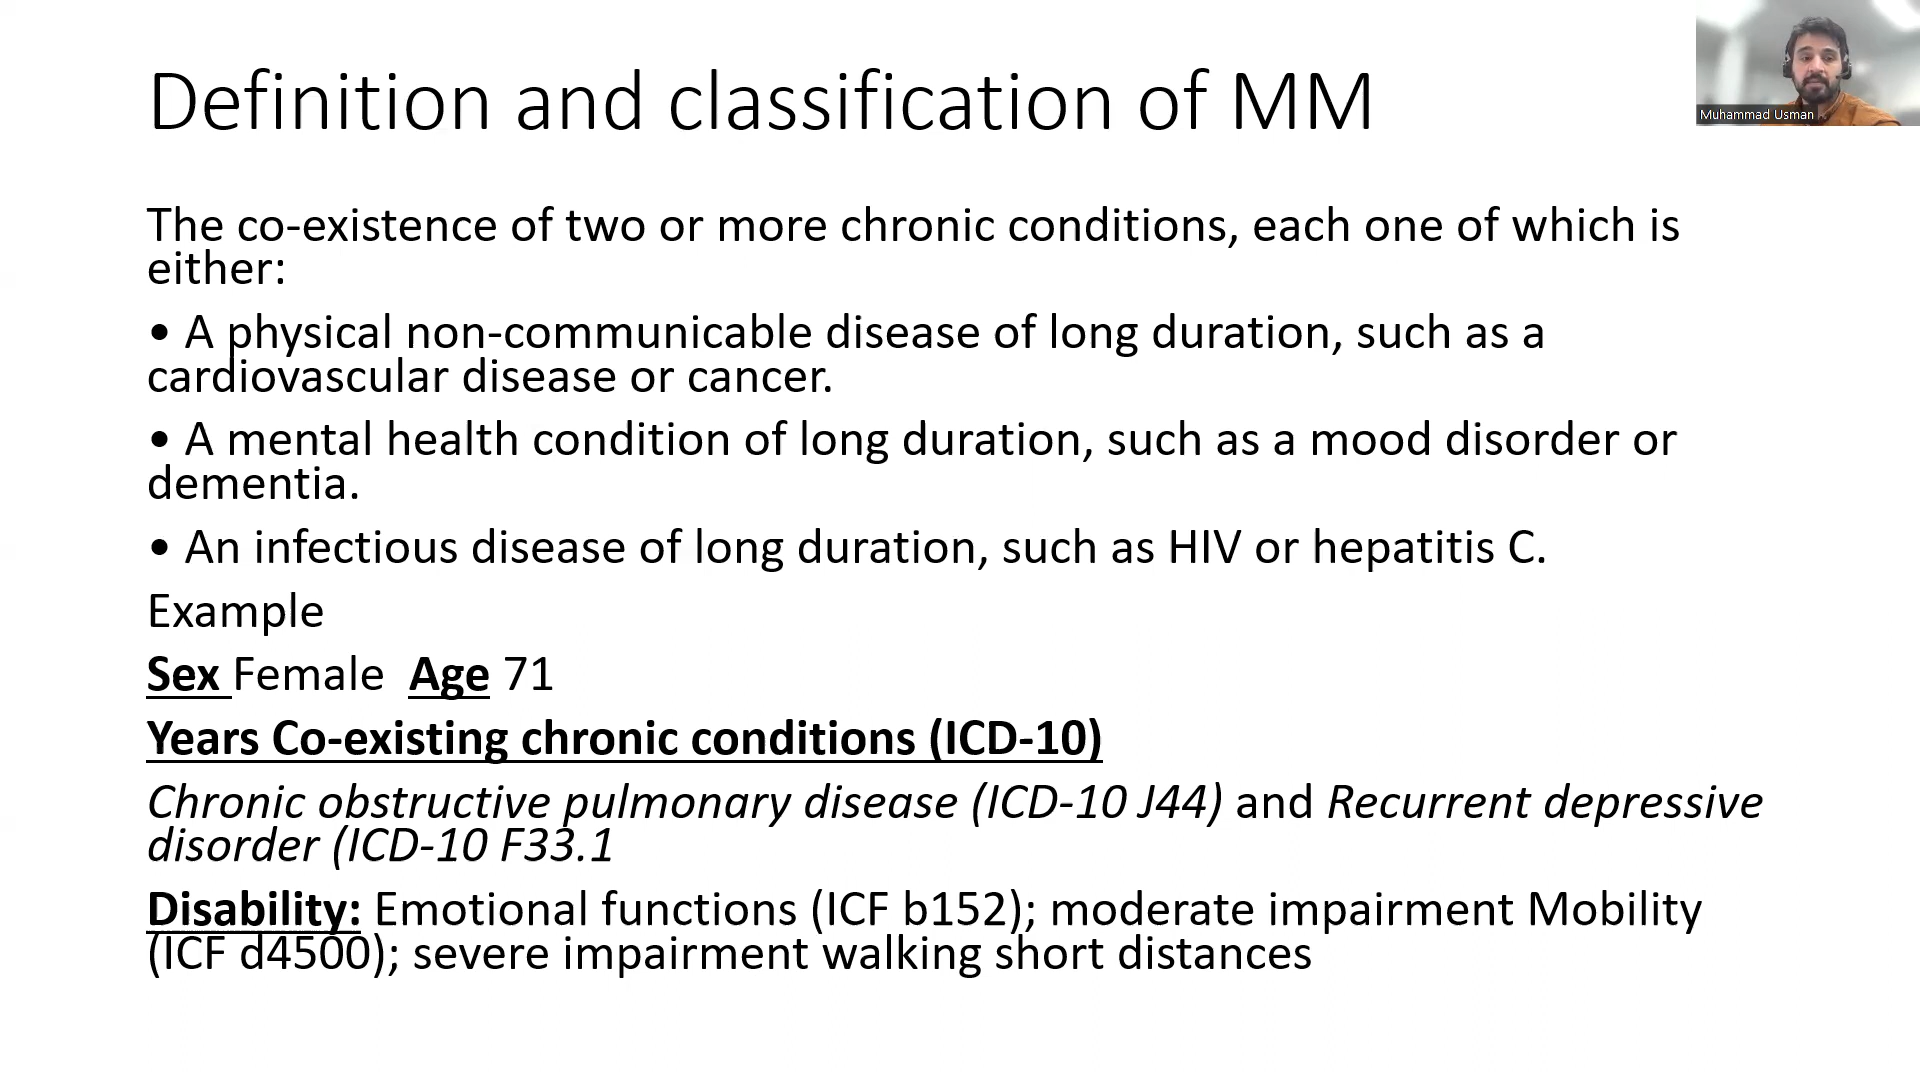 Definition and classification of MM
Muhammad Usman
The co-existence of two or more chronic conditions, each one of which is
either:
• A physical non-communicable disease of long duration, such as a
cardiovascular disease or cancer.
• A mental health condition of long duration, such as a mood disorder or
dementia.
• An infectious disease of long duration, such as HIV or hepatitis C.
Example
Sex Female Age 71
Years Co-existing chronic conditions (ICD-10)
Chronic obstructive pulmonary disease (ICD-10 J44) and Recurrent depressive
disorder (ICD-10 F33.1
Disability: Emotional functions (ICF b152); moderate impairment Mobility
(ICF d4500); severe impairment walking short distances